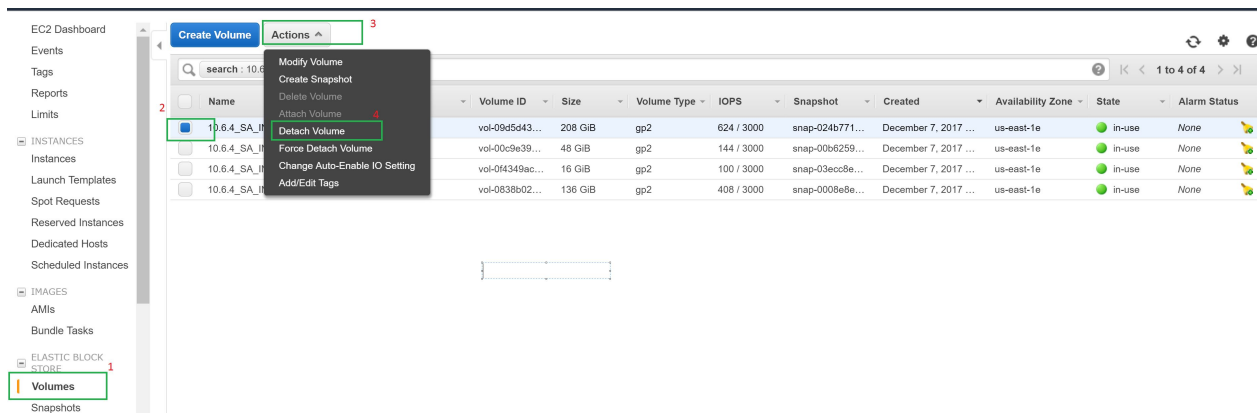 EC2 Dashboard
Events
Tags
Reports
Limits
INSTANCES
Instances
Launch Templates
Spot Requests
Reserved Instances
Dedicated Hosts
Scheduled Instances
IMAGES
AMIs
Bundle Tasks
ELASTIC BLOCK
STORE
1
Volumes
Snapshots
Create Volume Actions 3
search : 10.6
1 to 4 of 4
Modify Volume
Create Snapshot
Delete Volume
Attach Volume 4
Detach Volume
Force Detach Volume
Change Auto-Enable IO Setting
Add/Edit Tags
2 Name Volume ID Size Volume Type IOPS Snapshot Created Availability Zone State Alarm Status
10.6.4_SA_IN vol-09d5d43... 208 GiB gp2 624 / 3000 snap-024b771... December 7, 2017 ... us-east-1e in-use None
10.6.4_SA_IN vol-00c9e39... 48 GiB gp2 144 / 3000 snap-00b6259... December 7, 2017 ... us-east-1e in-use None
10.6.4_SA_IN vol-0f4349ac... 16 GiB gp2 100 / 3000 snap-03ecc8e... December 7, 2017 ... us-east-1e in-use None
10.6.4_SA_IN vol-0838b02... 136 GiB gp2 408 / 3000 snap-0008e8e... December 7, 2017 ... us-east-1e in-use None